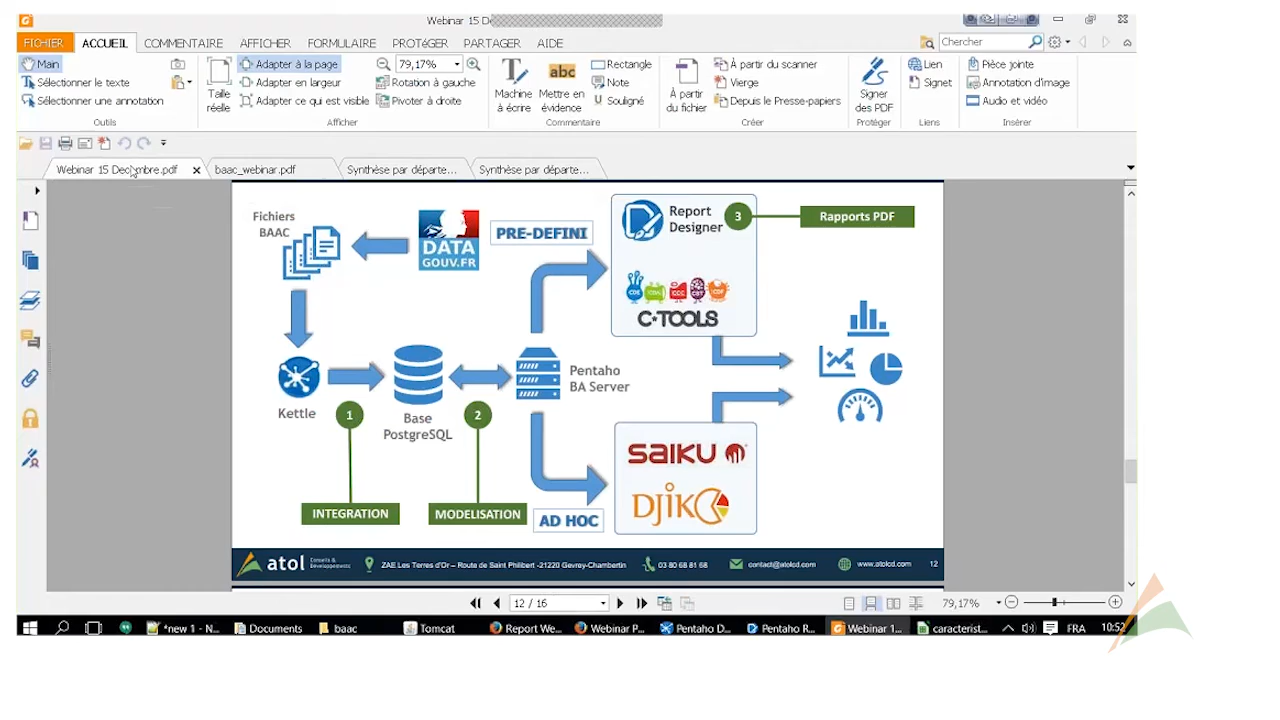 Webinar 15 D
FICHIER ACCUEIL COMMENTAIRE AFFICHER FORMULAIRE PROTÉGER PARTAGER AIDE
Chercher
Main
Sélectionner le texte
Sélectionner une annotation
Outils
Taille
réelle
Adapter à la page
Adapter en largeur
Adapter ce qui est visible
79,17%
Rotation à gauche
Pivoter à droite
Afficher
Machine
à écrire
Mettre en
évidence
Rectangle
Note
Souligné
Commentaire
À partir
du fichier
À partir du scanner
Vierge
Depuis le Presse-papiers
Créer
Signer
des PDF
Protéger
Lien
Signet
Liens
Pièce jointe
Annotation d'image
Audio et vidéo
Insérer
Webinar 15 Decembre.pdf
baac_webinar.pdf
Synthèse par départe...
Synthèse par départe...
Fichiers
BAAC
DATA
GOUV.FR
PRE-DEFINI
Report
Designer
3
Rapports PDF
CDE
CCC
CDF
C*TOOLS
Kettle
1
Base
PostgreSQL
2
Pentaho
BA Server
INTEGRATION
MODELISATION
AD HOC
SAIKU
DJIKO
atol Conseils &
Développements
ZAE Les Terres d'Or – Route de Saint Philibert -21220 Gevrey-Chambertin
03 80 68 81 68
contact@atolcd.com
www.atolcd.com
12
12 / 16
79,17%
*new 1 - N...
Documents
baac
Tomcat
Report We...
Webinar P...
Pentaho D...
Pentaho R...
Webinar 1...
caracterist...
FRA
10:52